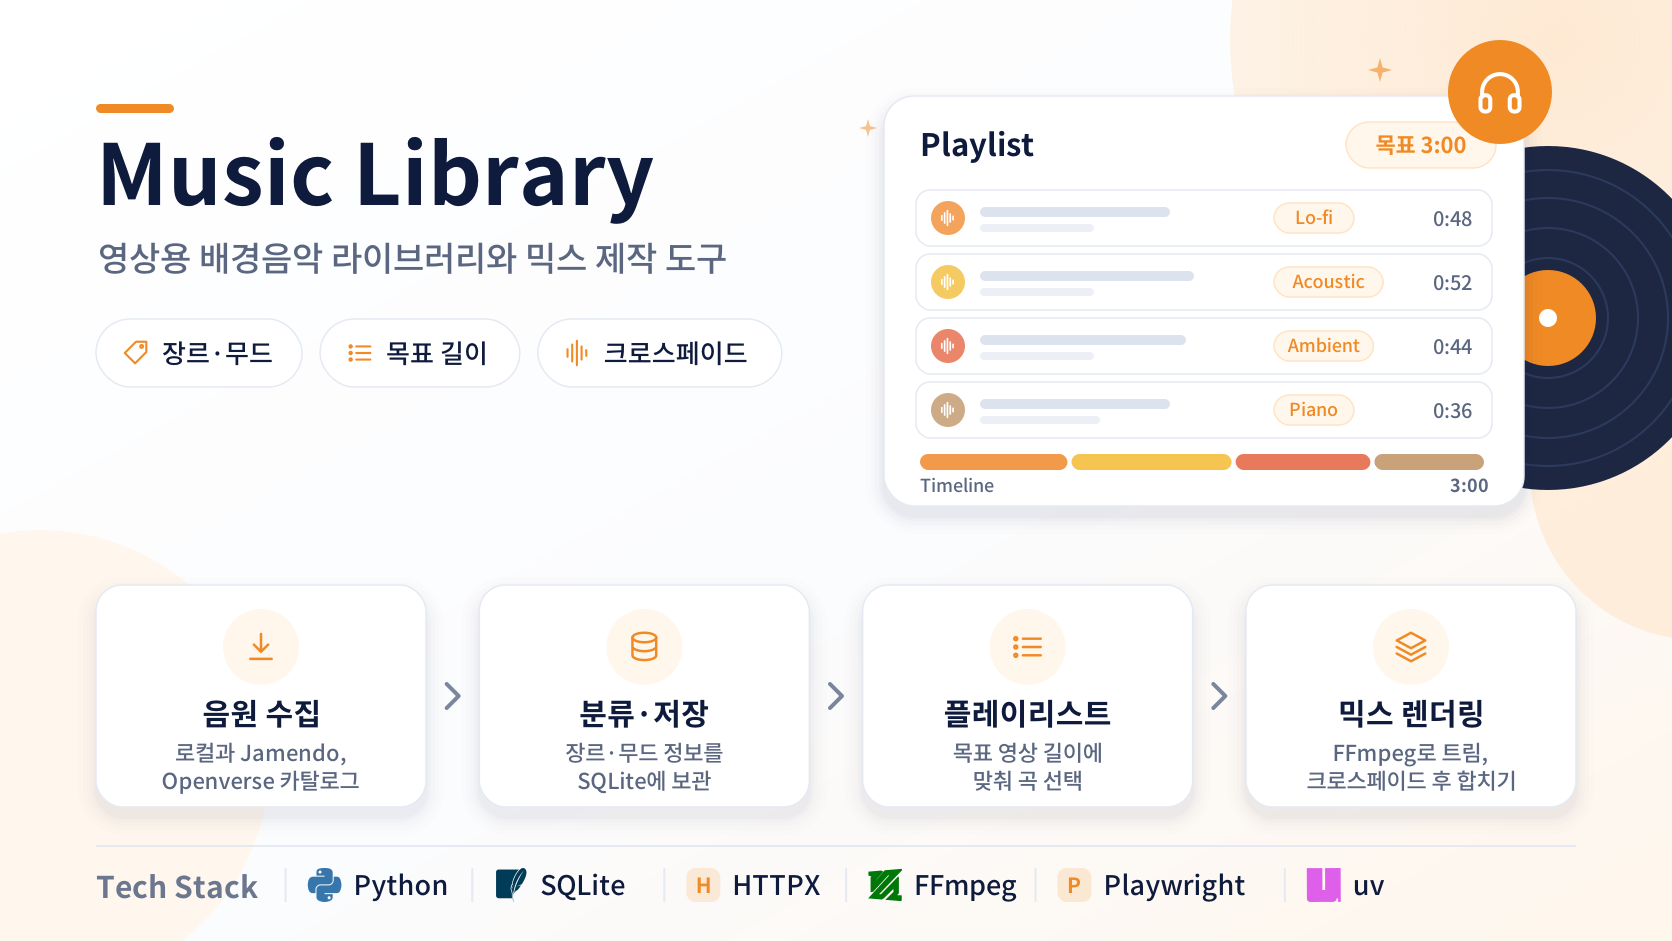 Music Library
영상용 배경음악 라이브러리와 믹스 제작 도구
장르·무드
목표 길이
크로스페이드
Playlist
목표 3:00
Lo-fi
0:48
Acoustic
0:52
Ambient
0:44
Piano
0:36
Timeline
3:00
음원 수집
로컬과 Jamendo,
Openverse 카탈로그
분류·저장
장르·무드 정보를
SQLite에 보관
플레이리스트
목표 영상 길이에
맞춰 곡 선택
믹스 렌더링
FFmpeg로 트림,
크로스페이드 후 합치기
Tech Stack
Python
SQLite
H HTTPX
FFmpeg
P Playwright
uv